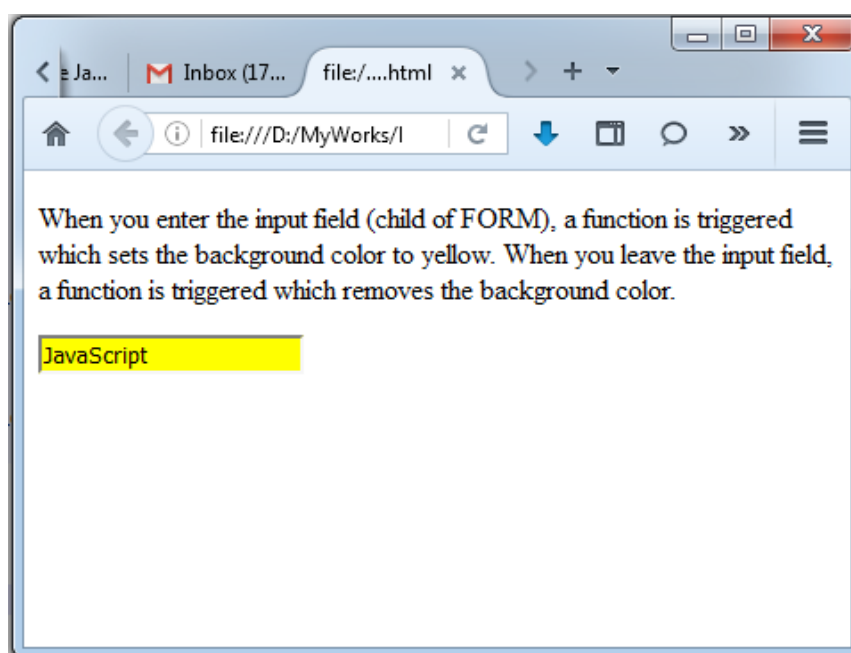 e Ja... Inbox (17... file:/....html
file:///D:/MyWorks/I
When you enter the input field (child of FORM), a function is triggered
which sets the background color to yellow. When you leave the input field,
a function is triggered which removes the background color.
JavaScript